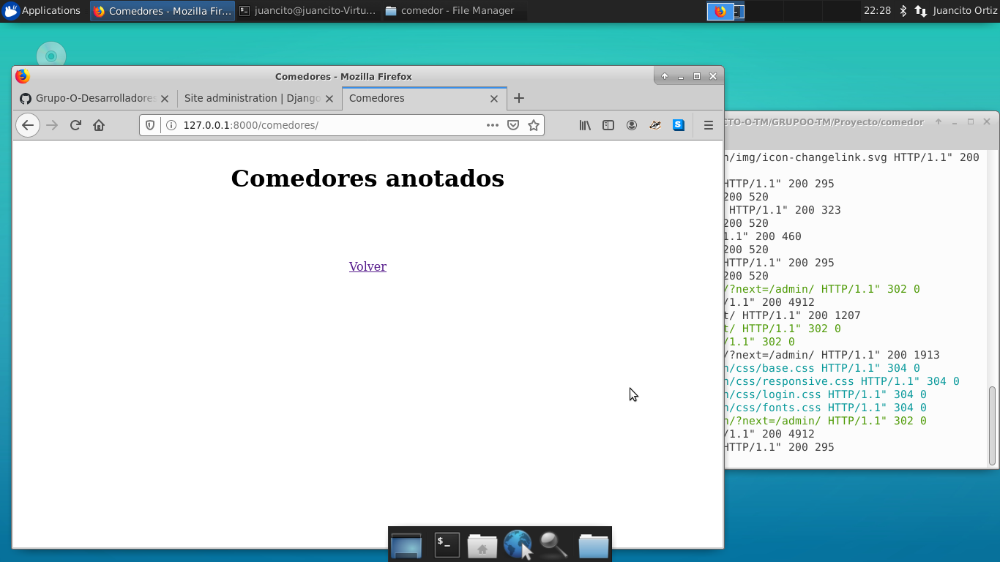 Applications
Comedores - Mozilla Fir...
juancito@juancito-Virtu...
comedor - File Manager
22:28
Juancito Ortiz
Comedores - Mozilla Firefox
Grupo-O-Desarrolladores
Site administration | Django
Comedores
127.0.0.1:8000/comedores/
Comedores anotados
Volver
CTO-O-TM/GRUPOO-TM/Proyecto/comedor
n/img/icon-changelink.svg HTTP/1.1" 200
HTTP/1.1" 200 295
200 520
HTTP/1.1" 200 323
200 520
1.1" 200 460
200 520
HTTP/1.1" 200 295
200 520
/?next=/admin/ HTTP/1.1" 302 0
/1.1" 200 4912
t/ HTTP/1.1" 200 1207
t/ HTTP/1.1" 302 0
/1.1" 302 0
/?next=/admin/ HTTP/1.1" 200 1913
n/css/base.css HTTP/1.1" 304 0
n/css/responsive.css HTTP/1.1" 304 0
n/css/login.css HTTP/1.1" 304 0
n/css/fonts.css HTTP/1.1" 304 0
n/?next=/admin/ HTTP/1.1" 302 0
/1.1" 200 4912
HTTP/1.1" 200 295
$_